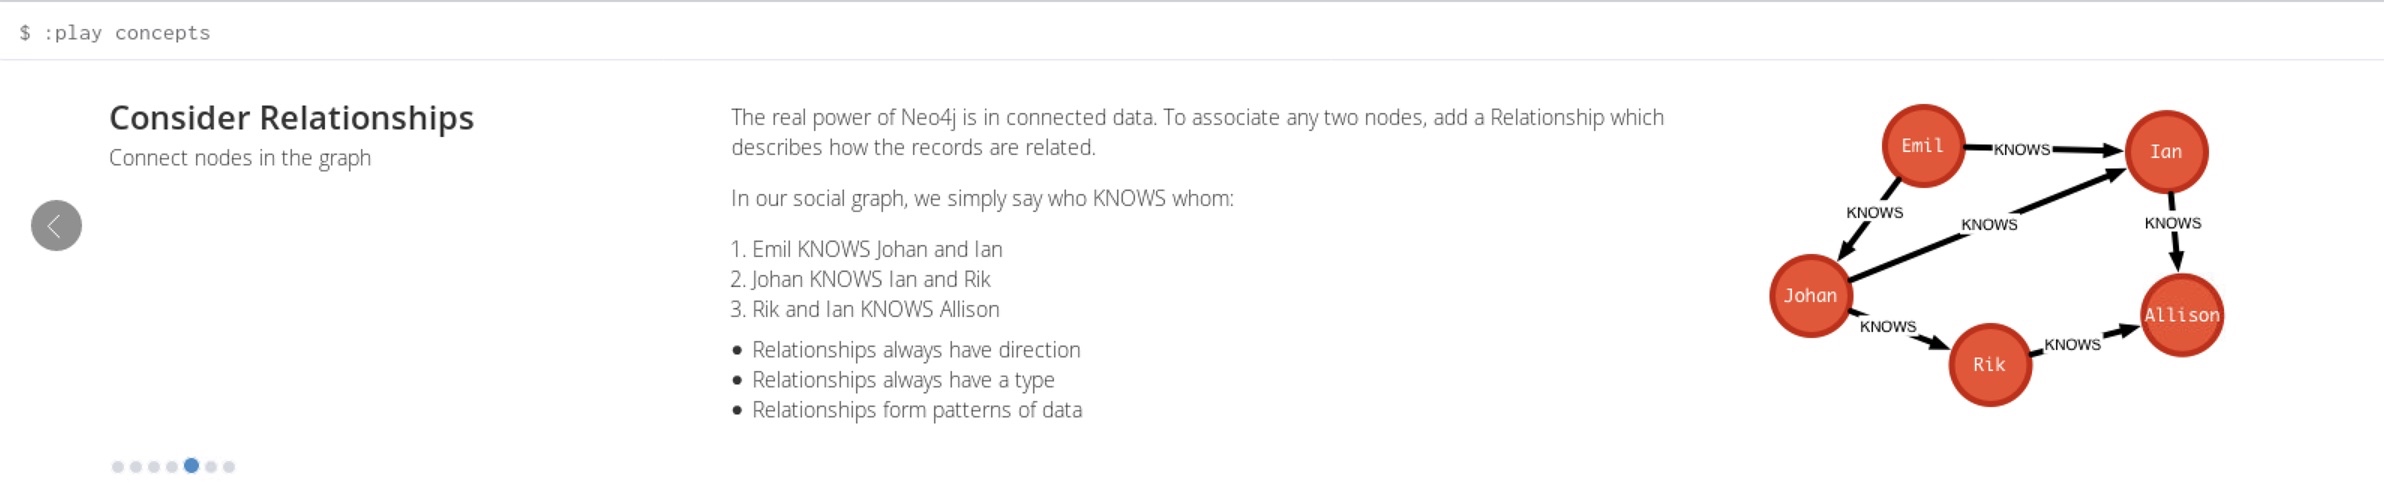 $ :play concepts
Consider Relationships
Connect nodes in the graph
The real power of Neo4j is in connected data. To associate any two nodes, add a Relationship which
describes how the records are related.
In our social graph, we simply say who KNOWS whom:
1. Emil KNOWS Johan and Ian
2. Johan KNOWS Ian and Rik
3. Rik and Ian KNOWS Allison
• Relationships always have direction
• Relationships always have a type
• Relationships form patterns of data
Emil
KNOWS
Ian
KNOWS
KNOWS
KNOWS
Johan
Allison
KNOWS
KNOWS
Rik